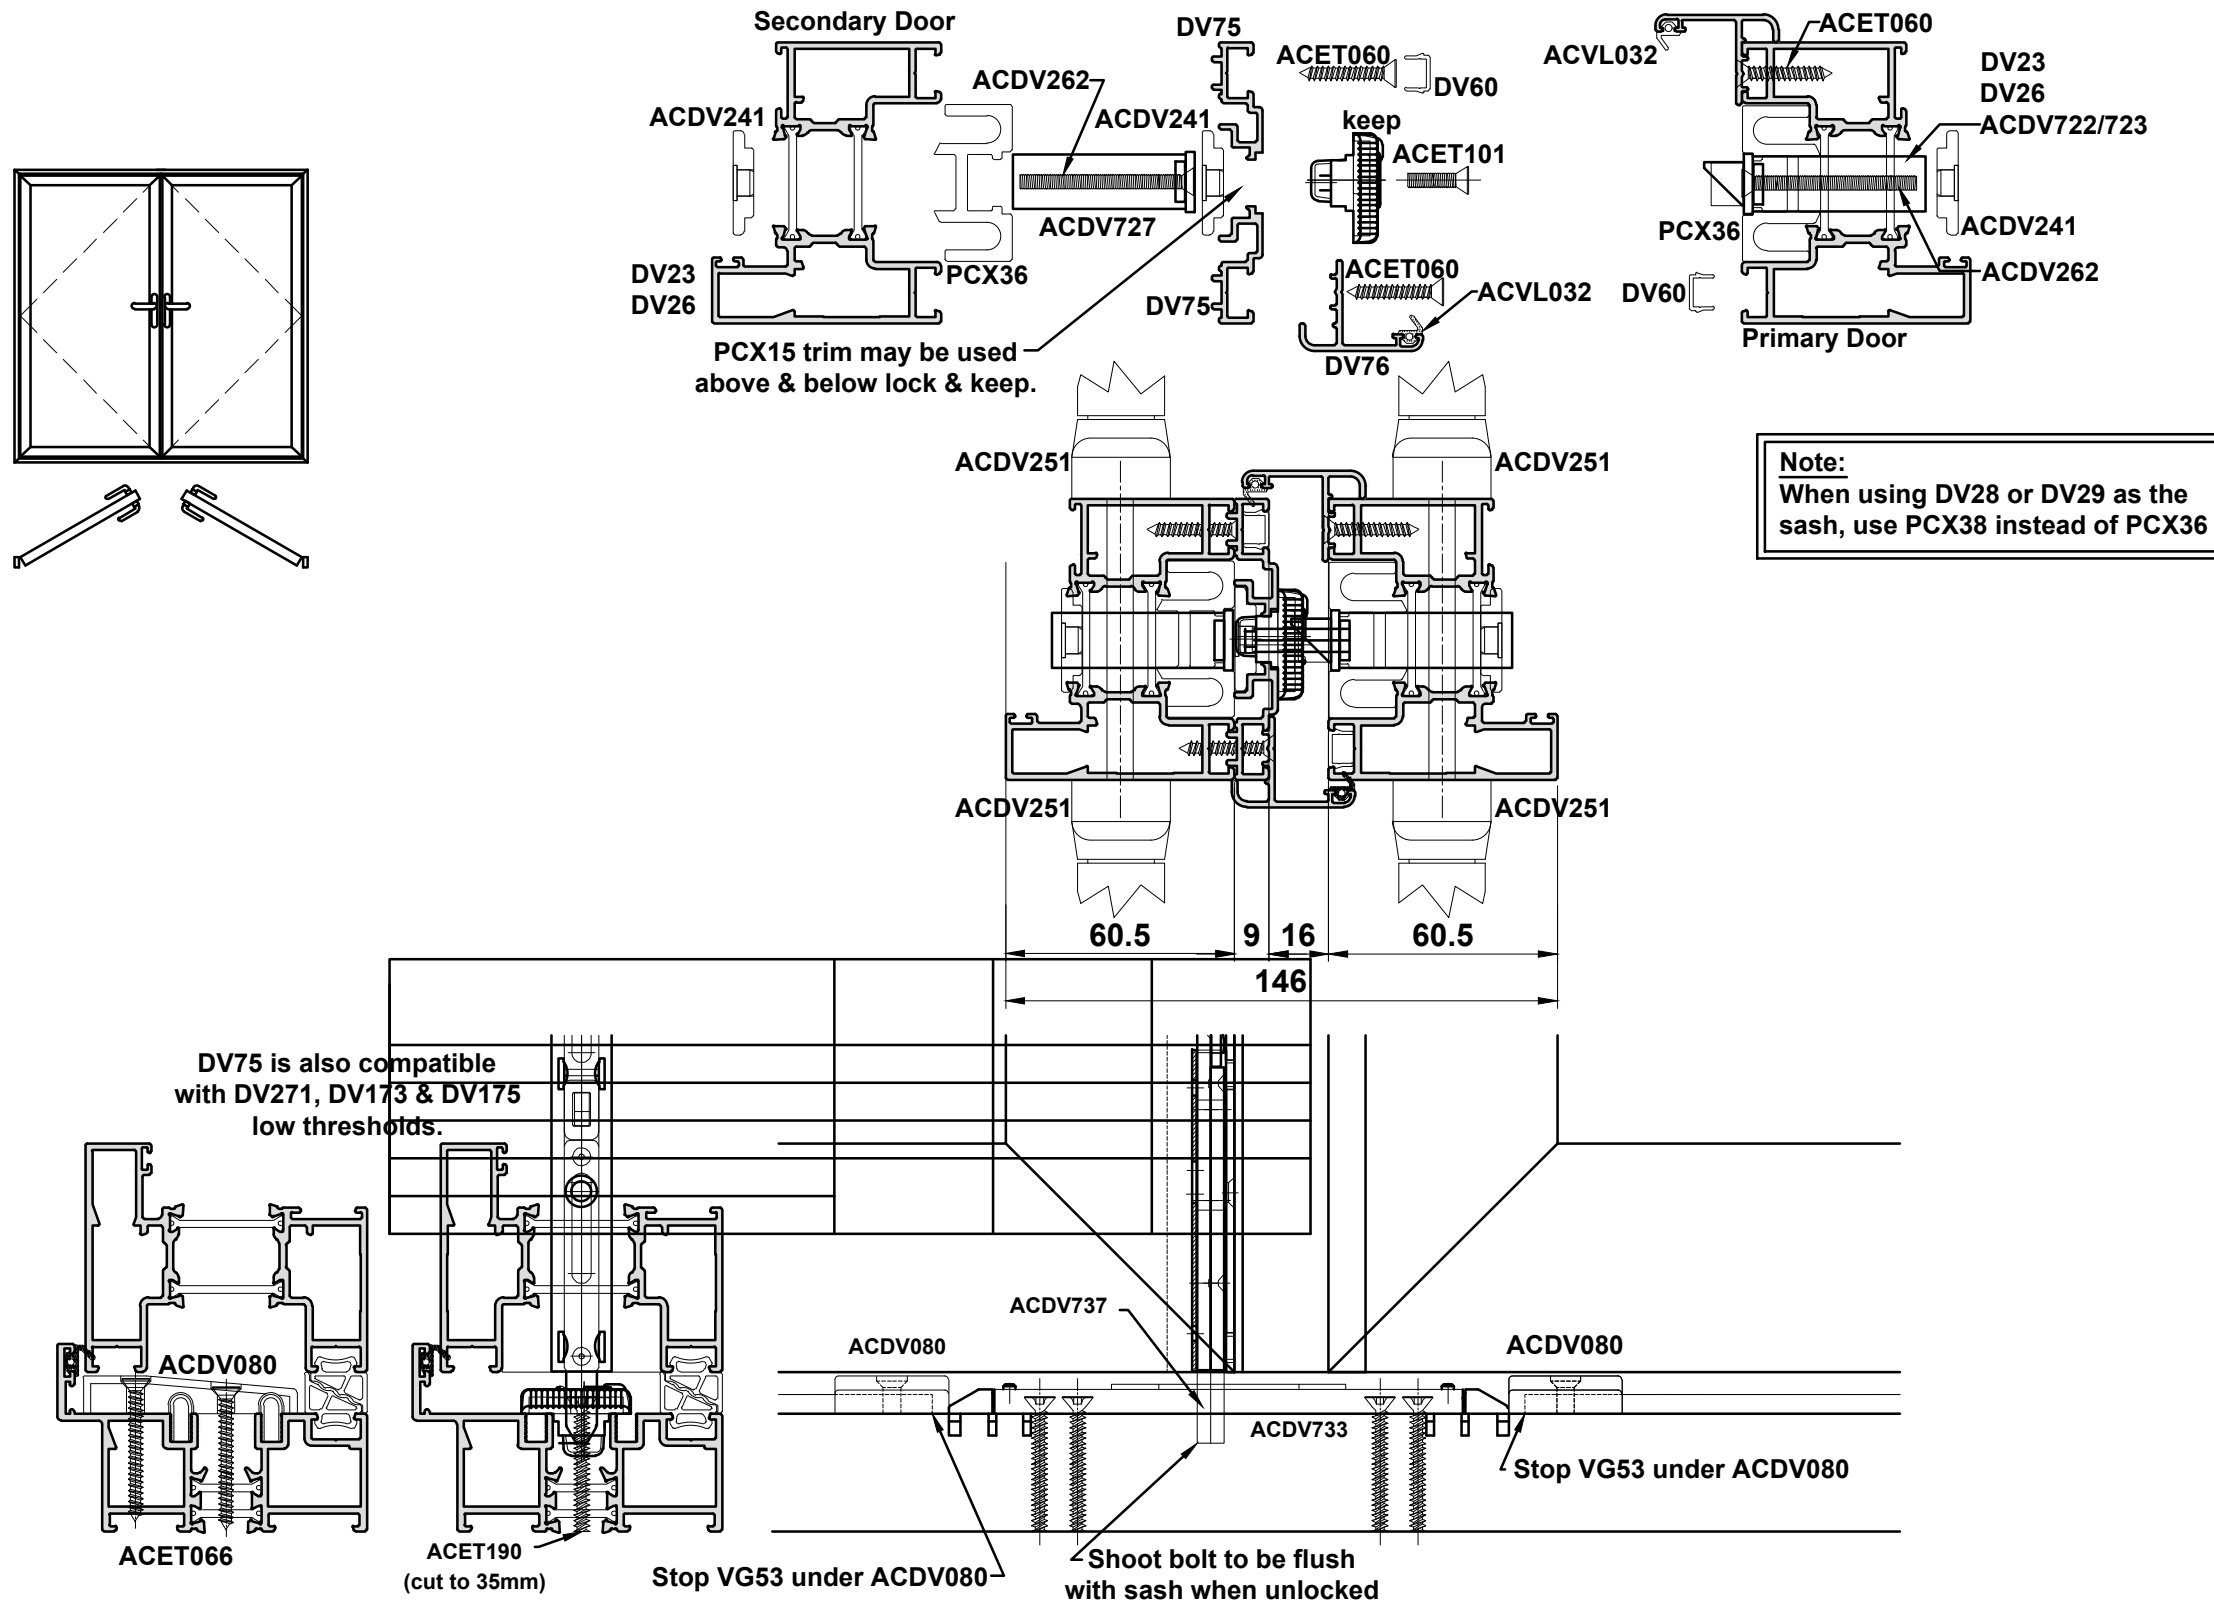 Secondary Door
DV75
ACET060
DV60
ACDV262
ACDV241
ACDV241
keep
ACET101
ACDV727
PCX36
DV23
DV26
DV75
ACET060
ACVL032
DV76
PCX15 trim may be used
above & below lock & keep.
ACVL032
ACET060
DV23
DV26
ACDV722/723
PCX36
ACDV241
ACDV262
DV60
Primary Door
Note:
When using DV28 or DV29 as the
sash, use PCX38 instead of PCX36
ACDV251
ACDV251
ACDV251
ACDV251
60.5
9
16
60.5
146
DV75 is also compatible
with DV271, DV173 & DV175
low thresholds.
ACDV080
ACET066
ACET190
(cut to 35mm)
ACDV737
ACDV080
ACDV080
ACDV733
Stop VG53 under ACDV080
Stop VG53 under ACDV080
Shoot bolt to be flush
with sash when unlocked